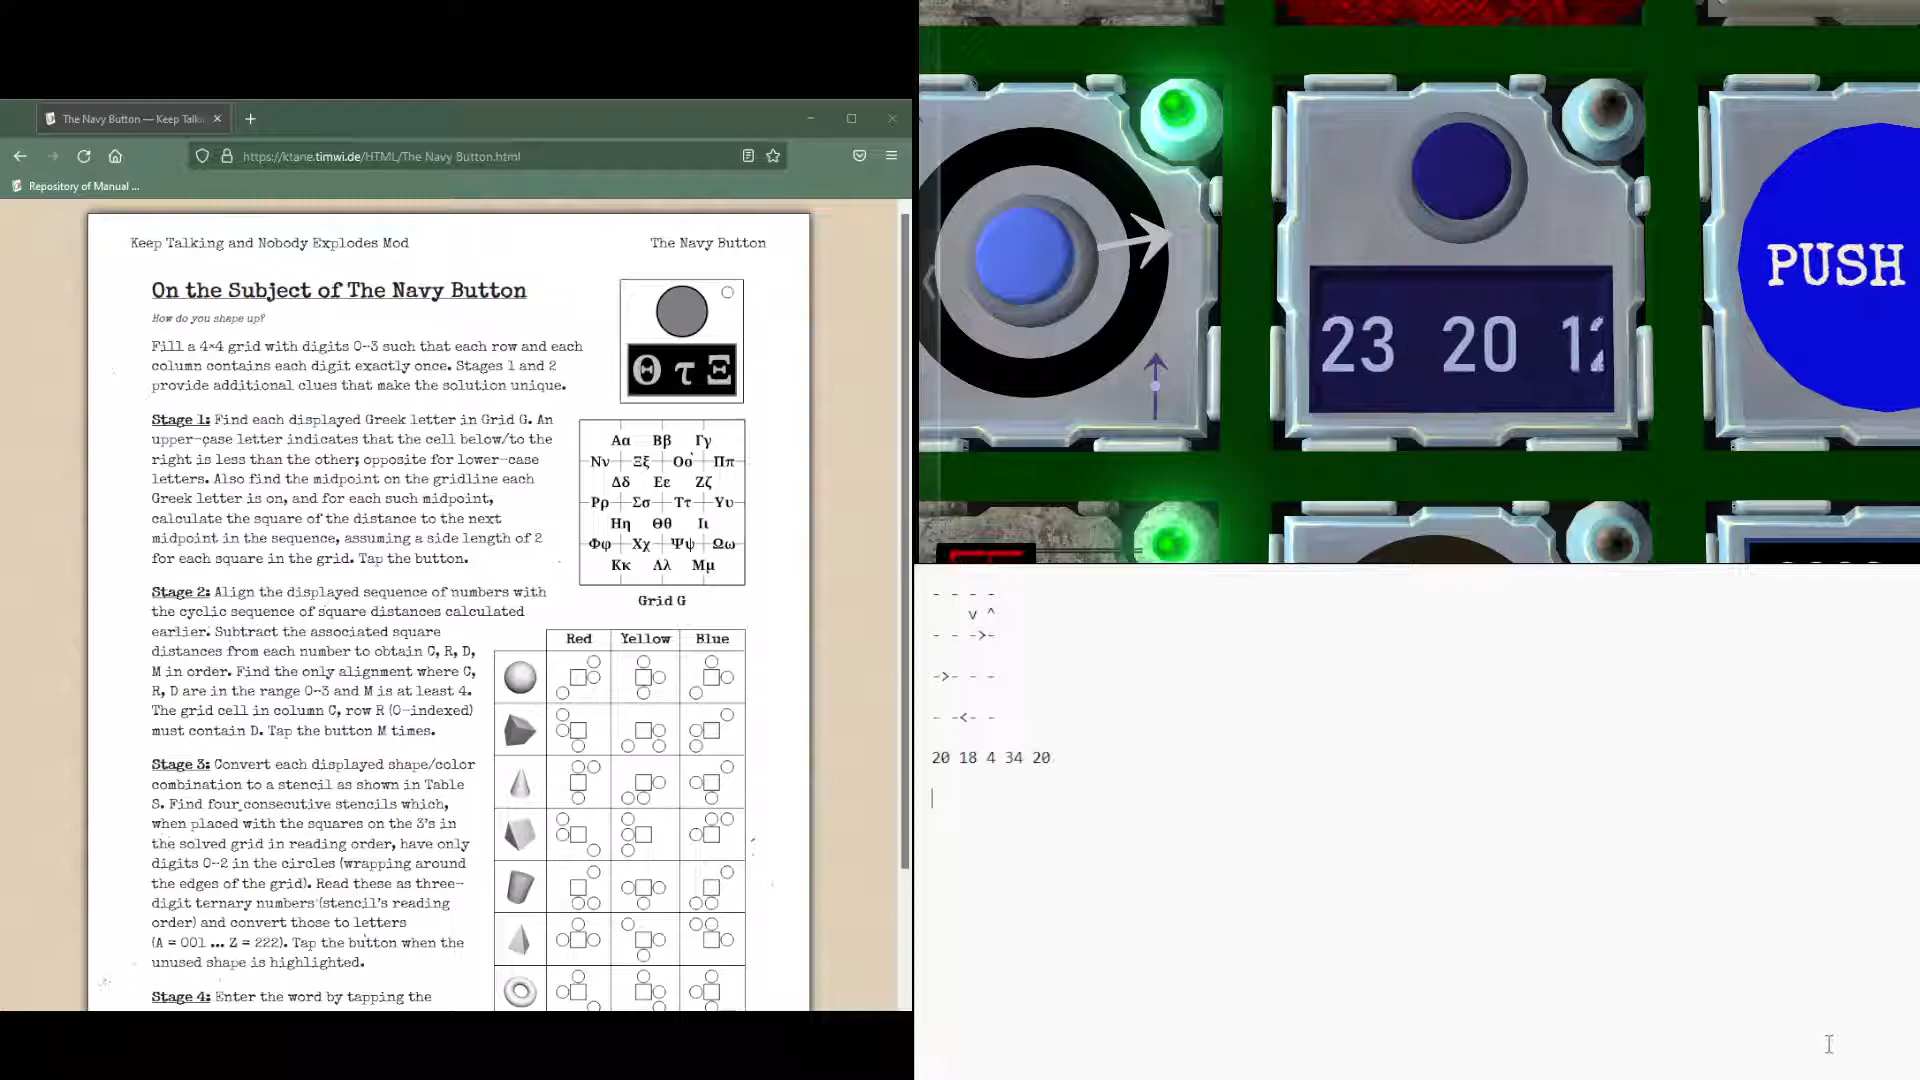 The Navy Button — Keep Talki
https://ktane.timwi.de/HTML/The Navy Button.html
Repository of Manual ...
Keep Talking and Nobody Explodes Mod
The Navy Button
On the Subject of The Navy Button
How do you shape up?
Fill a 4×4 grid with digits 0–3 such that each row and each
column contains each digit exactly once. Stages 1 and 2
provide additional clues that make the solution unique.
Θ τ Ξ
Stage 1: Find each displayed Greek letter in Grid G. An
upper-case letter indicates that the cell below/to the
right is less than the other; opposite for lower-case
letters. Also find the midpoint on the gridline each
Greek letter is on, and for each such midpoint,
calculate the square of the distance to the next
midpoint in the sequence, assuming a side length of 2
for each square in the grid. Tap the button.
Αα Ββ Γγ
Νν Ξξ Οο Ππ
Δδ Εε Ζζ
Ρρ Σσ Ττ Υυ
Ηη Θθ Ιι
Φφ Χχ Ψψ Ωω
Κκ Λλ Μμ
Grid G
Stage 2: Align the displayed sequence of numbers with
the cyclic sequence of square distances calculated
earlier. Subtract the associated square
distances from each number to obtain C, R, D,
M in order. Find the only alignment where C,
R, D are in the range 0–3 and M is at least 4.
The grid cell in column C, row R (0-indexed)
must contain D. Tap the button M times.
Red Yellow Blue
Stage 3: Convert each displayed shape/color
combination to a stencil as shown in Table
S. Find four consecutive stencils which,
when placed with the squares on the 3's in
the solved grid in reading order, have only
digits 0–2 in the circles (wrapping around
the edges of the grid). Read these as three-
digit ternary numbers (stencil's reading
order) and convert those to letters
(A = 001 ... Z = 222). Tap the button when the
unused shape is highlighted.
Stage 4: Enter the word by tapping the
23 20
PUSH
- - - -
v ^
- - ->-
->- - -
- -<- -
20 18 4 34 20